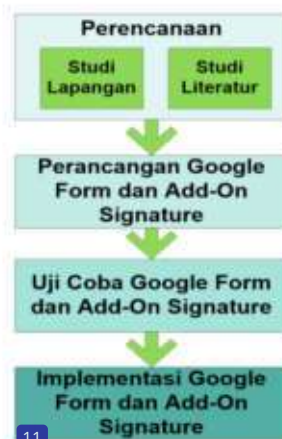 Perencanaan
Studi
Lapangan
Studi
Literatur
Perancangan Google
Form dan Add-On
Signature
Uji Coba Google Form
dan Add-On Signature
Implementasi Google
Form dan Add-On
Signature
11